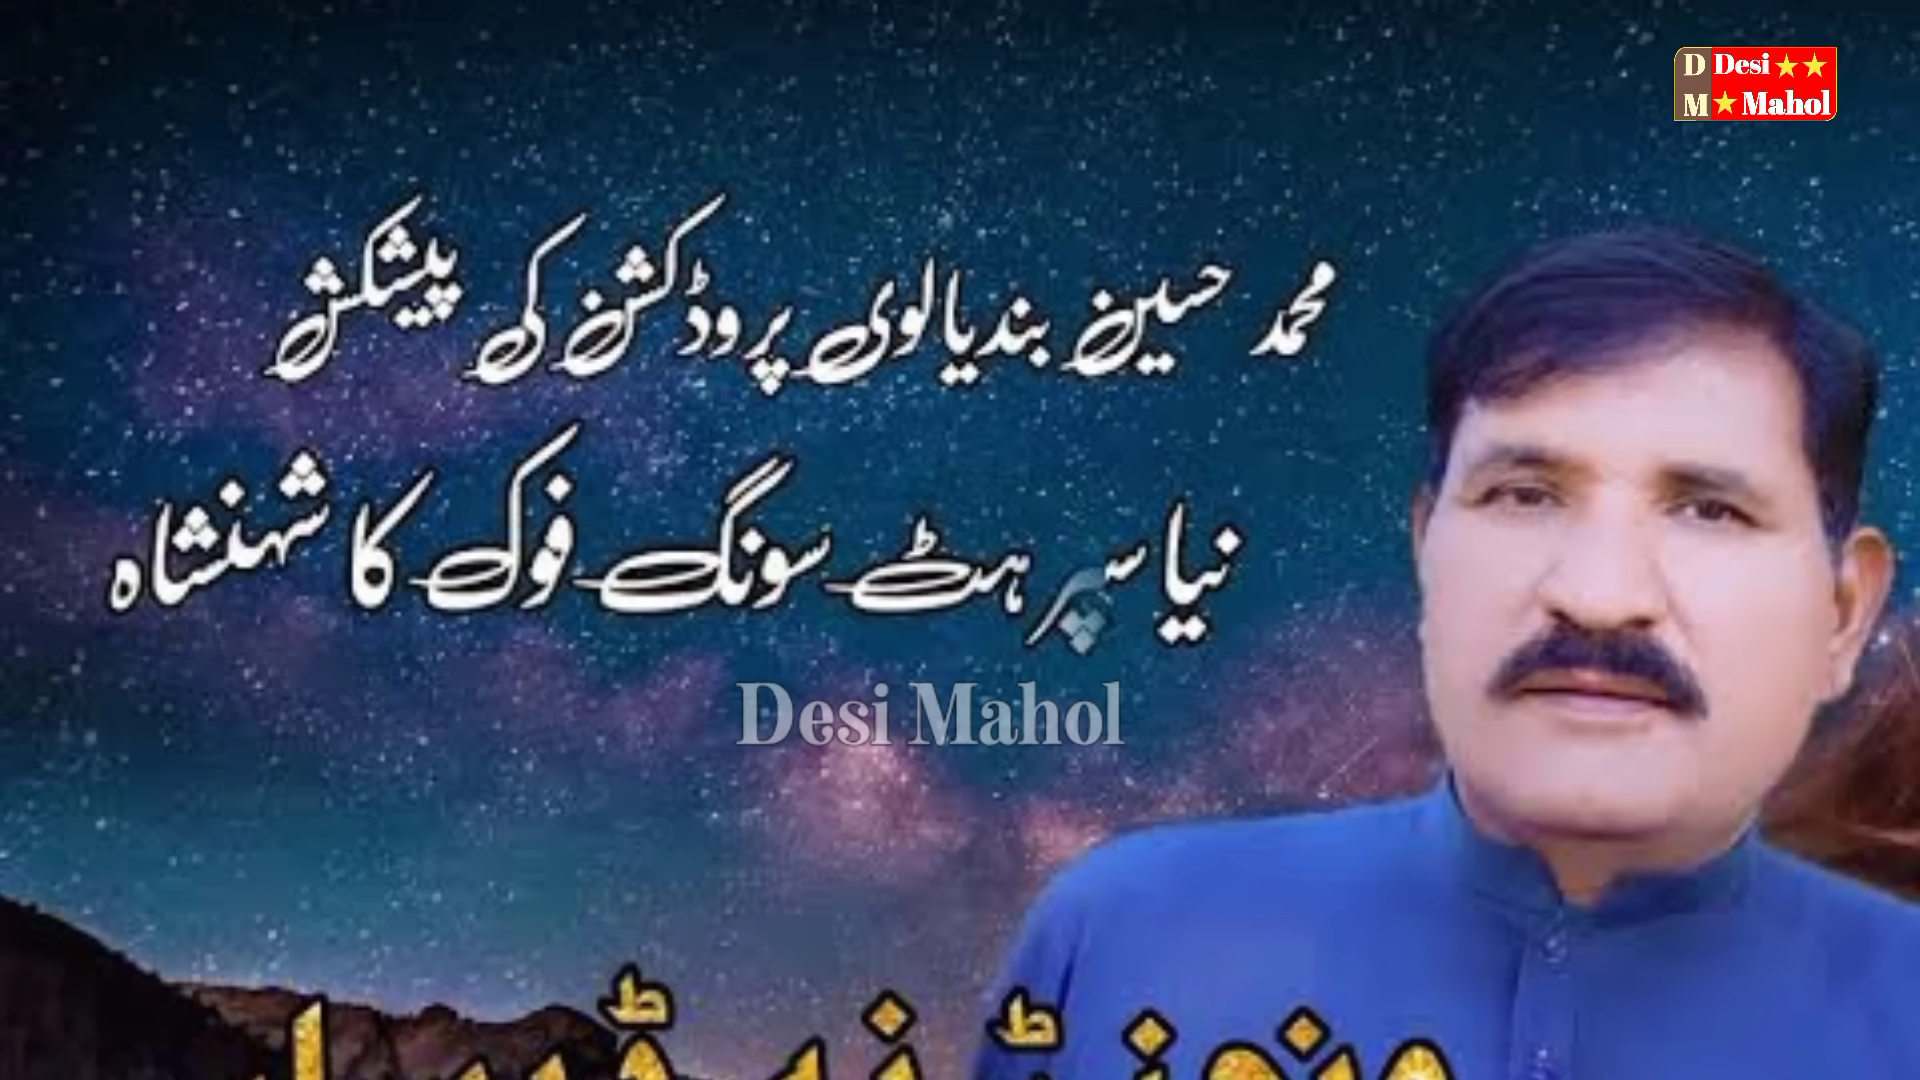 D Desi
M Mahol
محمد حسین بندیالوی پروڈکشن کی پیشکش
نیا سپر ہٹ سونگ فوک کا شہنشاہ
Desi Mahol